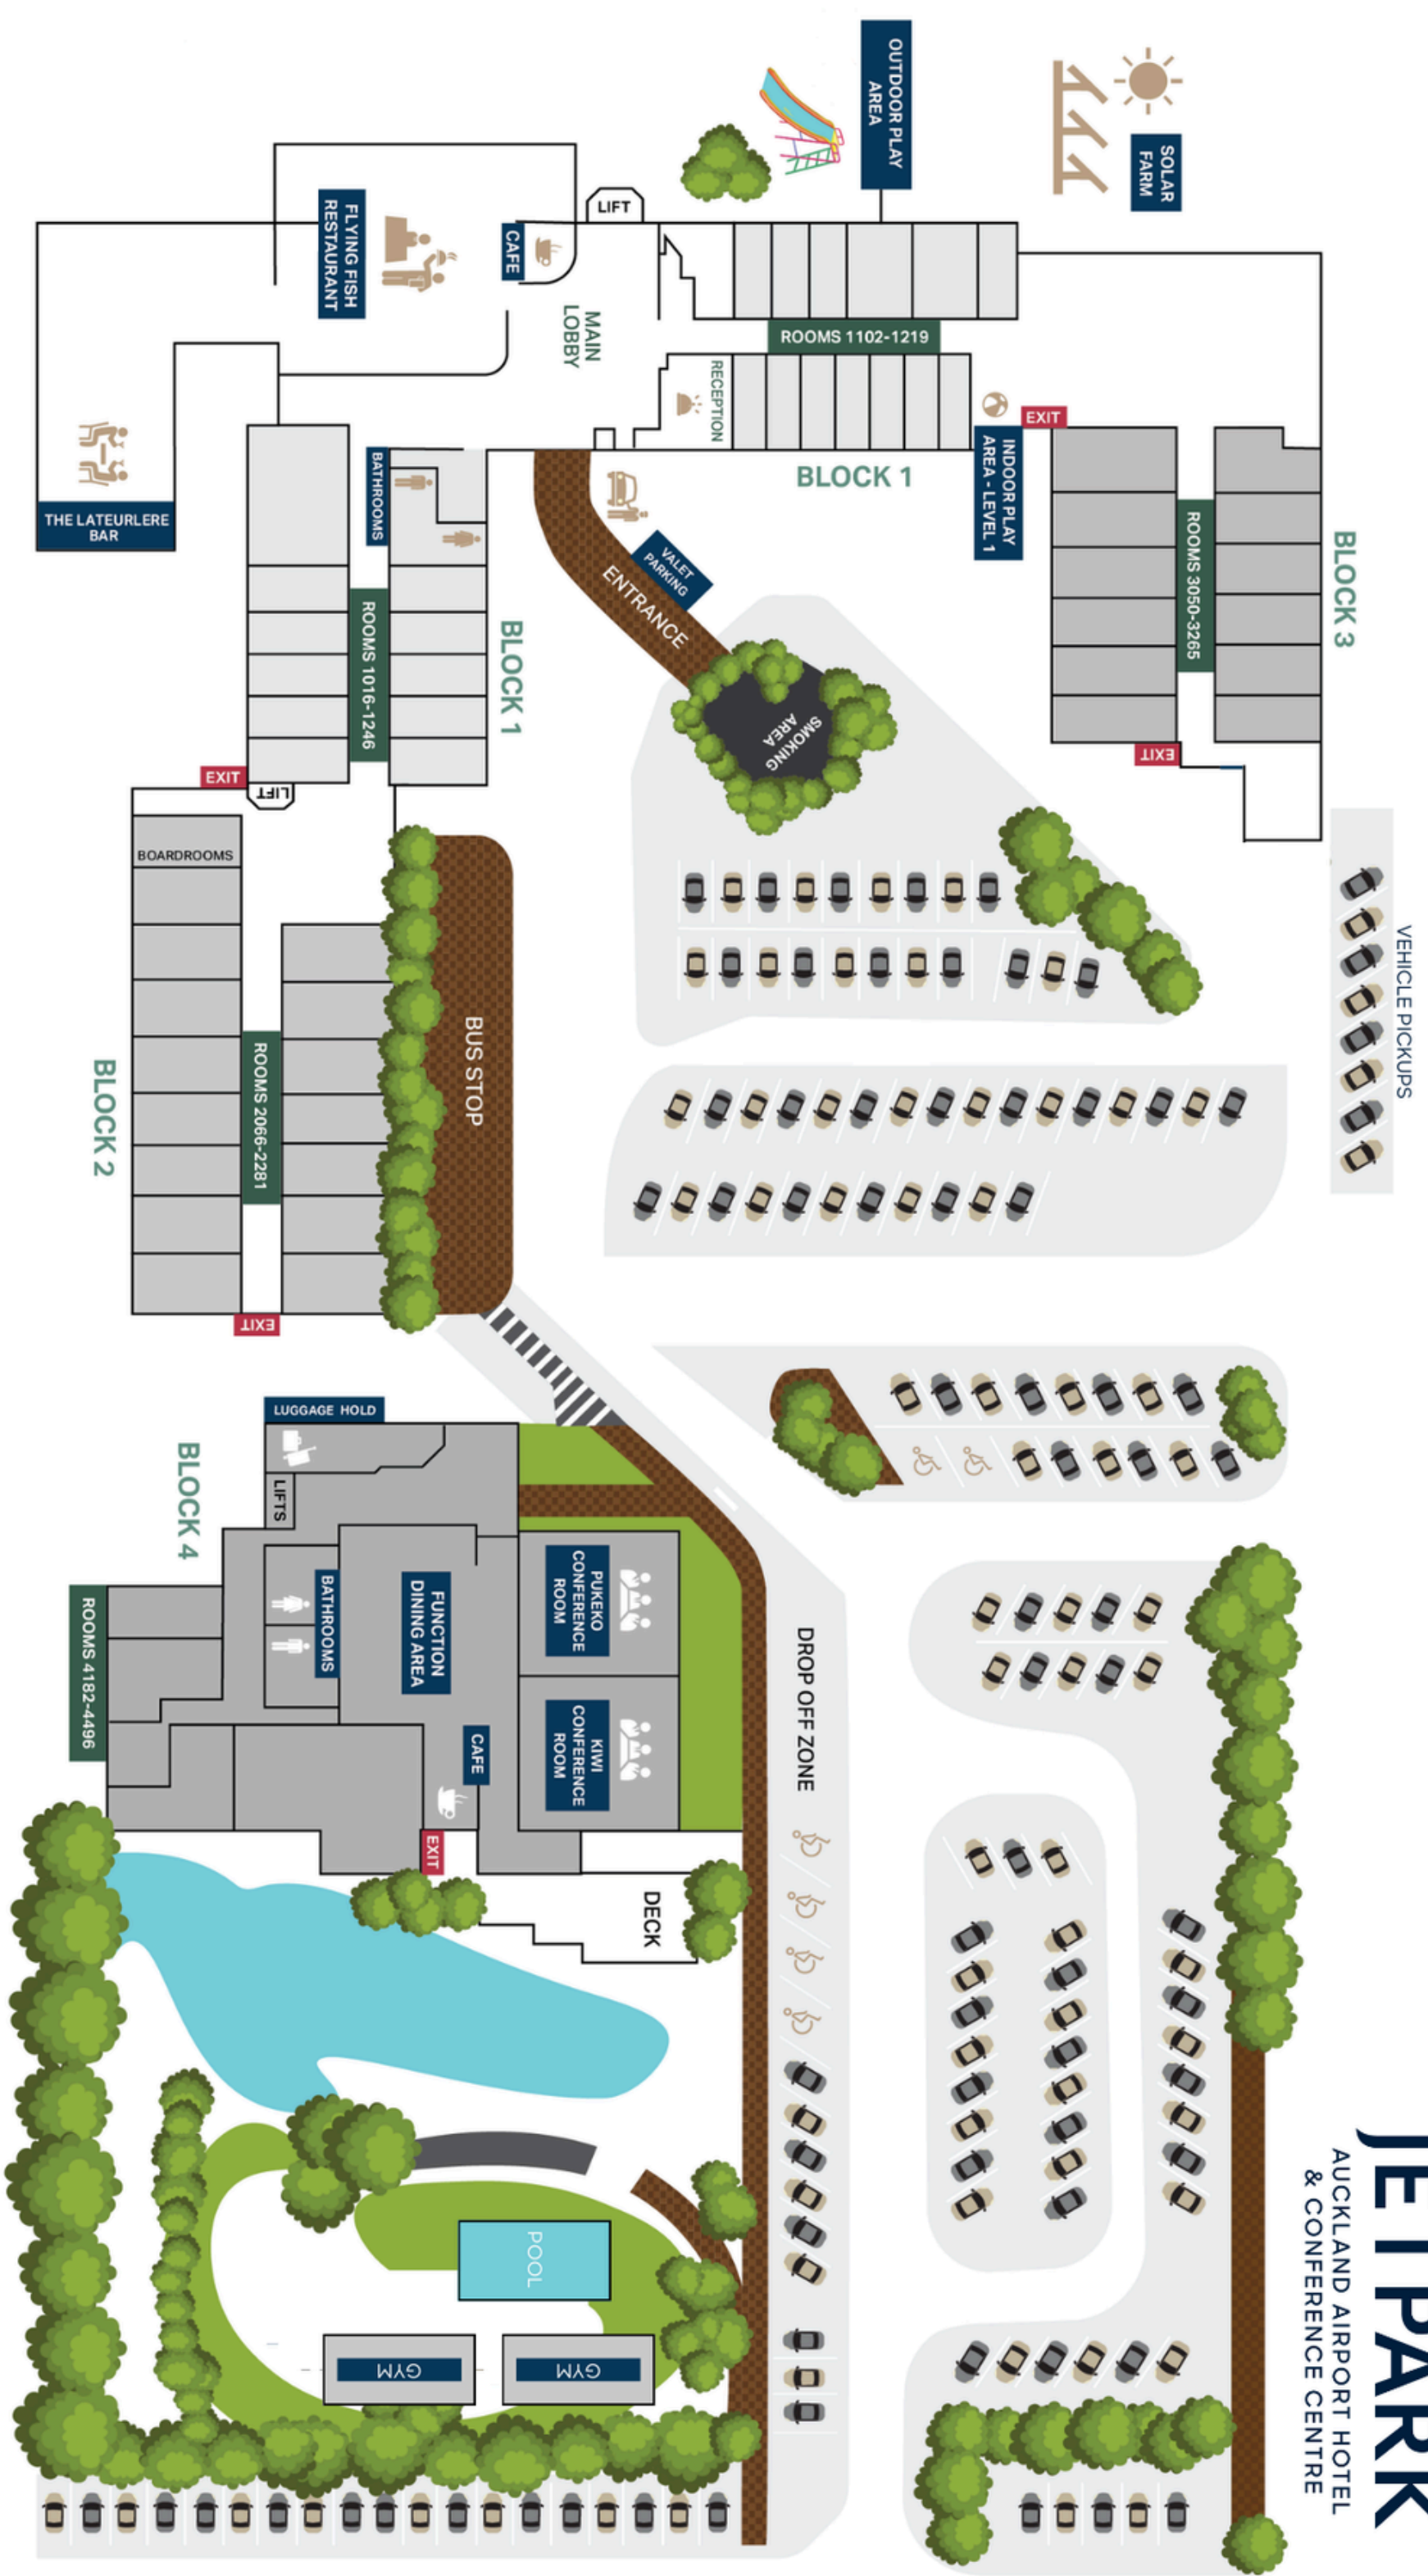 JETPARK
AUCKLAND AIRPORT HOTEL
& CONFERENCE CENTRE
SOLAR
FARM
OUTDOOR PLAY
AREA
LIFT
FLYING FISH
RESTAURANT
CAFE
MAIN
LOBBY
ROOMS 1102-1219
RECEPTION
BLOCK 1
EXIT
INDOOR PLAY
AREA - LEVEL 1
ROOMS 3050-3265
BLOCK 3
EXIT
VEHICLE PICKUPS
THE LATEURLERE
BAR
BATHROOMS
VALET
PARKING
ENTRANCE
SMOKING
AREA
ROOMS 1016-1246
BLOCK 1
EXIT
LIFT
BOARDROOMS
ROOMS 2066-2281
BLOCK 2
BUS STOP
EXIT
LUGGAGE HOLD
LIFTS
BLOCK 4
ROOMS 4182-4496
BATHROOMS
FUNCTION
DINING AREA
PUKEKO
CONFERENCE
ROOM
KIWI
CONFERENCE
ROOM
CAFE
EXIT
DROP OFF ZONE
DECK
POOL
GYM
GYM